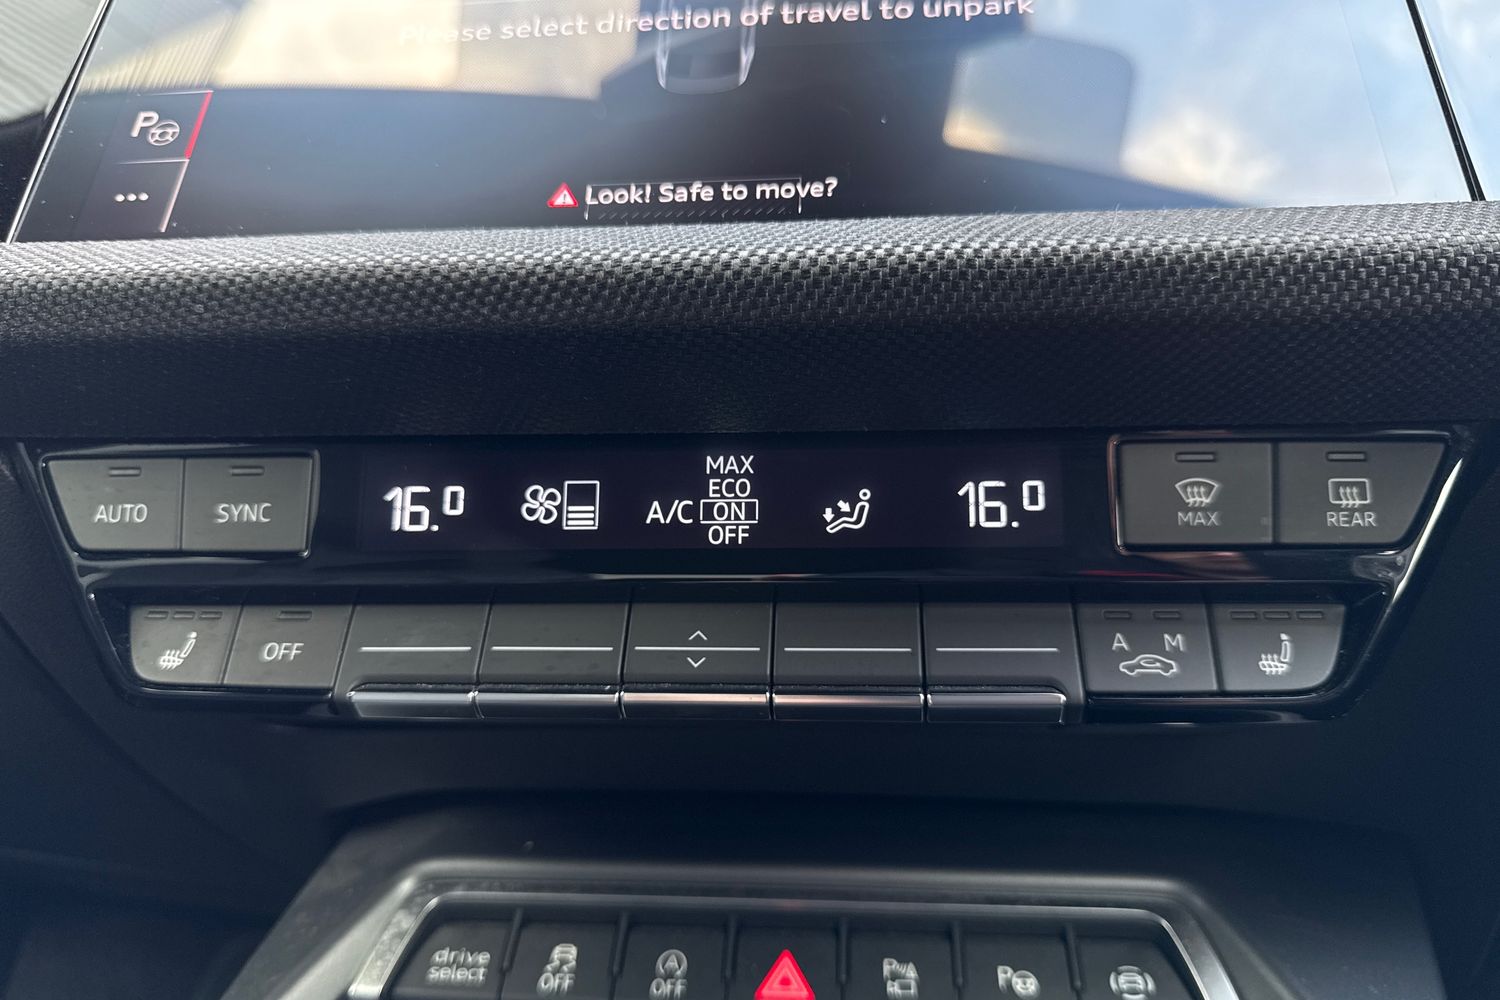 Please select direction of travel to unpark
P
Look! Safe to move?
AUTO
SYNC
16.0
A/C
MAX
ECO
ON
OFF
16.0
MAX
REAR
OFF
A M
drive
select
OFF
A
OFF
P
P